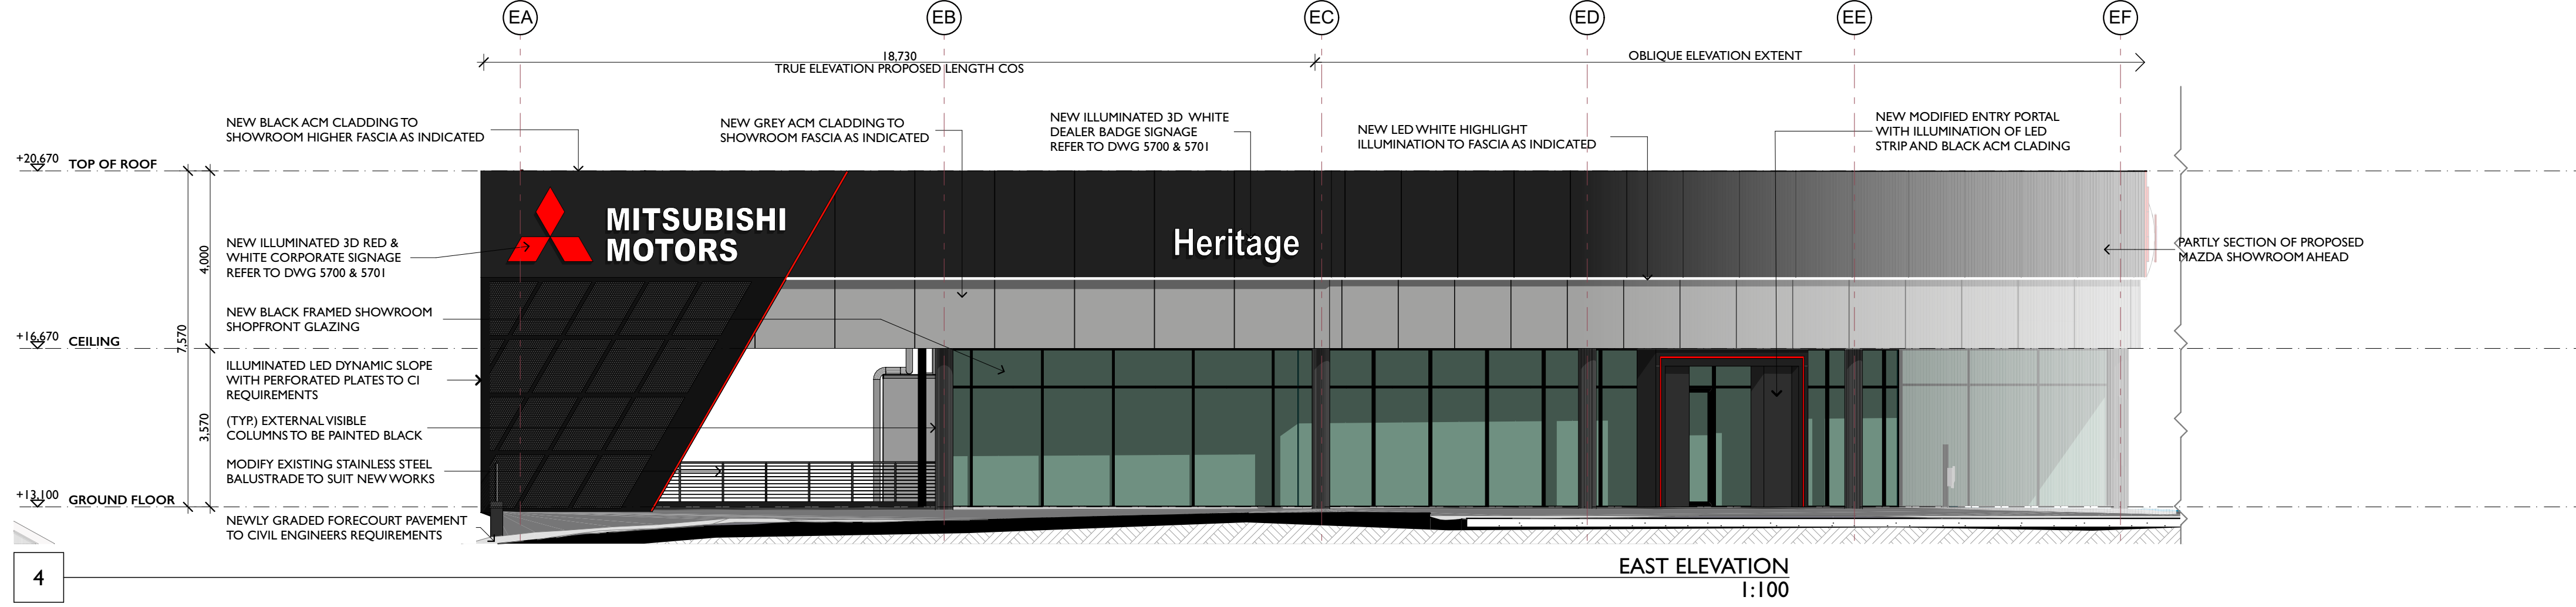 EA
EB
EC
ED
EE
EF
18,730
TRUE ELEVATION PROPOSED LENGTH COS
OBLIQUE ELEVATION EXTENT
NEW BLACK ACM CLADDING TO
SHOWROOM HIGHER FASCIA AS INDICATED
NEW GREY ACM CLADDING TO
SHOWROOM FASCIA AS INDICATED
NEW ILLUMINATED 3D WHITE
DEALER BADGE SIGNAGE
REFER TO DWG 5700 & 5701
NEW LED WHITE HIGHLIGHT
ILLUMINATION TO FASCIA AS INDICATED
NEW MODIFIED ENTRY PORTAL
WITH ILLUMINATION OF LED
STRIP AND BLACK ACM CLADING
+20,670
TOP OF ROOF
MITSUBISHI
MOTORS
Heritage
NEW ILLUMINATED 3D RED &
WHITE CORPORATE SIGNAGE
REFER TO DWG 5700 & 5701
4,000
PARTLY SECTION OF PROPOSED
MAZDA SHOWROOM AHEAD
NEW BLACK FRAMED SHOWROOM
SHOPFRONT GLAZING
7,570
+16,670
CEILING
ILLUMINATED LED DYNAMIC SLOPE
WITH PERFORATED PLATES TO CI
REQUIREMENTS
3,570
(TYP.) EXTERNAL VISIBLE
COLUMNS TO BE PAINTED BLACK
MODIFY EXISTING STAINLESS STEEL
BALUSTRADE TO SUIT NEW WORKS
+13,100
GROUND FLOOR
NEWLY GRADED FORECOURT PAVEMENT
TO CIVIL ENGINEERS REQUIREMENTS
4
EAST ELEVATION
1:100